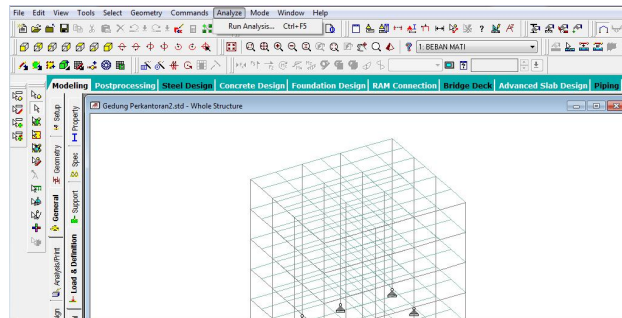 File Edit View Tools Select Geometry Commands Analyze Mode Window Help
Run Analysis... Ctrl+F5
1: BEBAN MATI
Modeling Postprocessing Steel Design Concrete Design Foundation Design RAM Connection Bridge Deck Advanced Slab Design Piping
Gedung Perkantoran2.std - Whole Structure
Setup
Property
Geometry
Spec
General
Support
Analysis/Print
Load & Definition